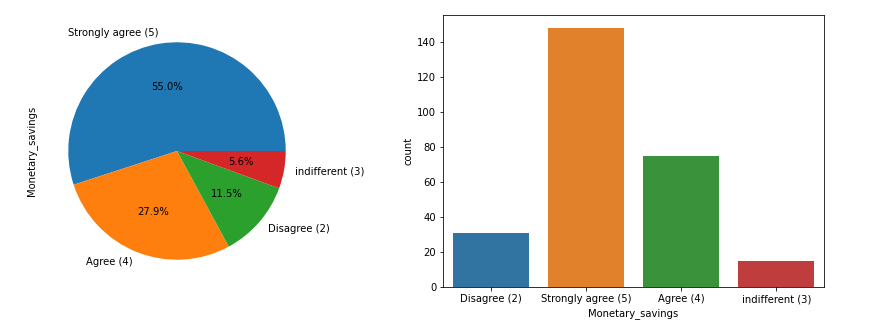 Strongly agree (5)
55.0%
Monetary_savings
5.6%
indifferent (3)
11.5%
27.9%
Disagree (2)
Agree (4)
140
120
100
80
60
40
20
0
count
Disagree (2)
Strongly agree (5)
Agree (4)
indifferent (3)
Monetary_savings